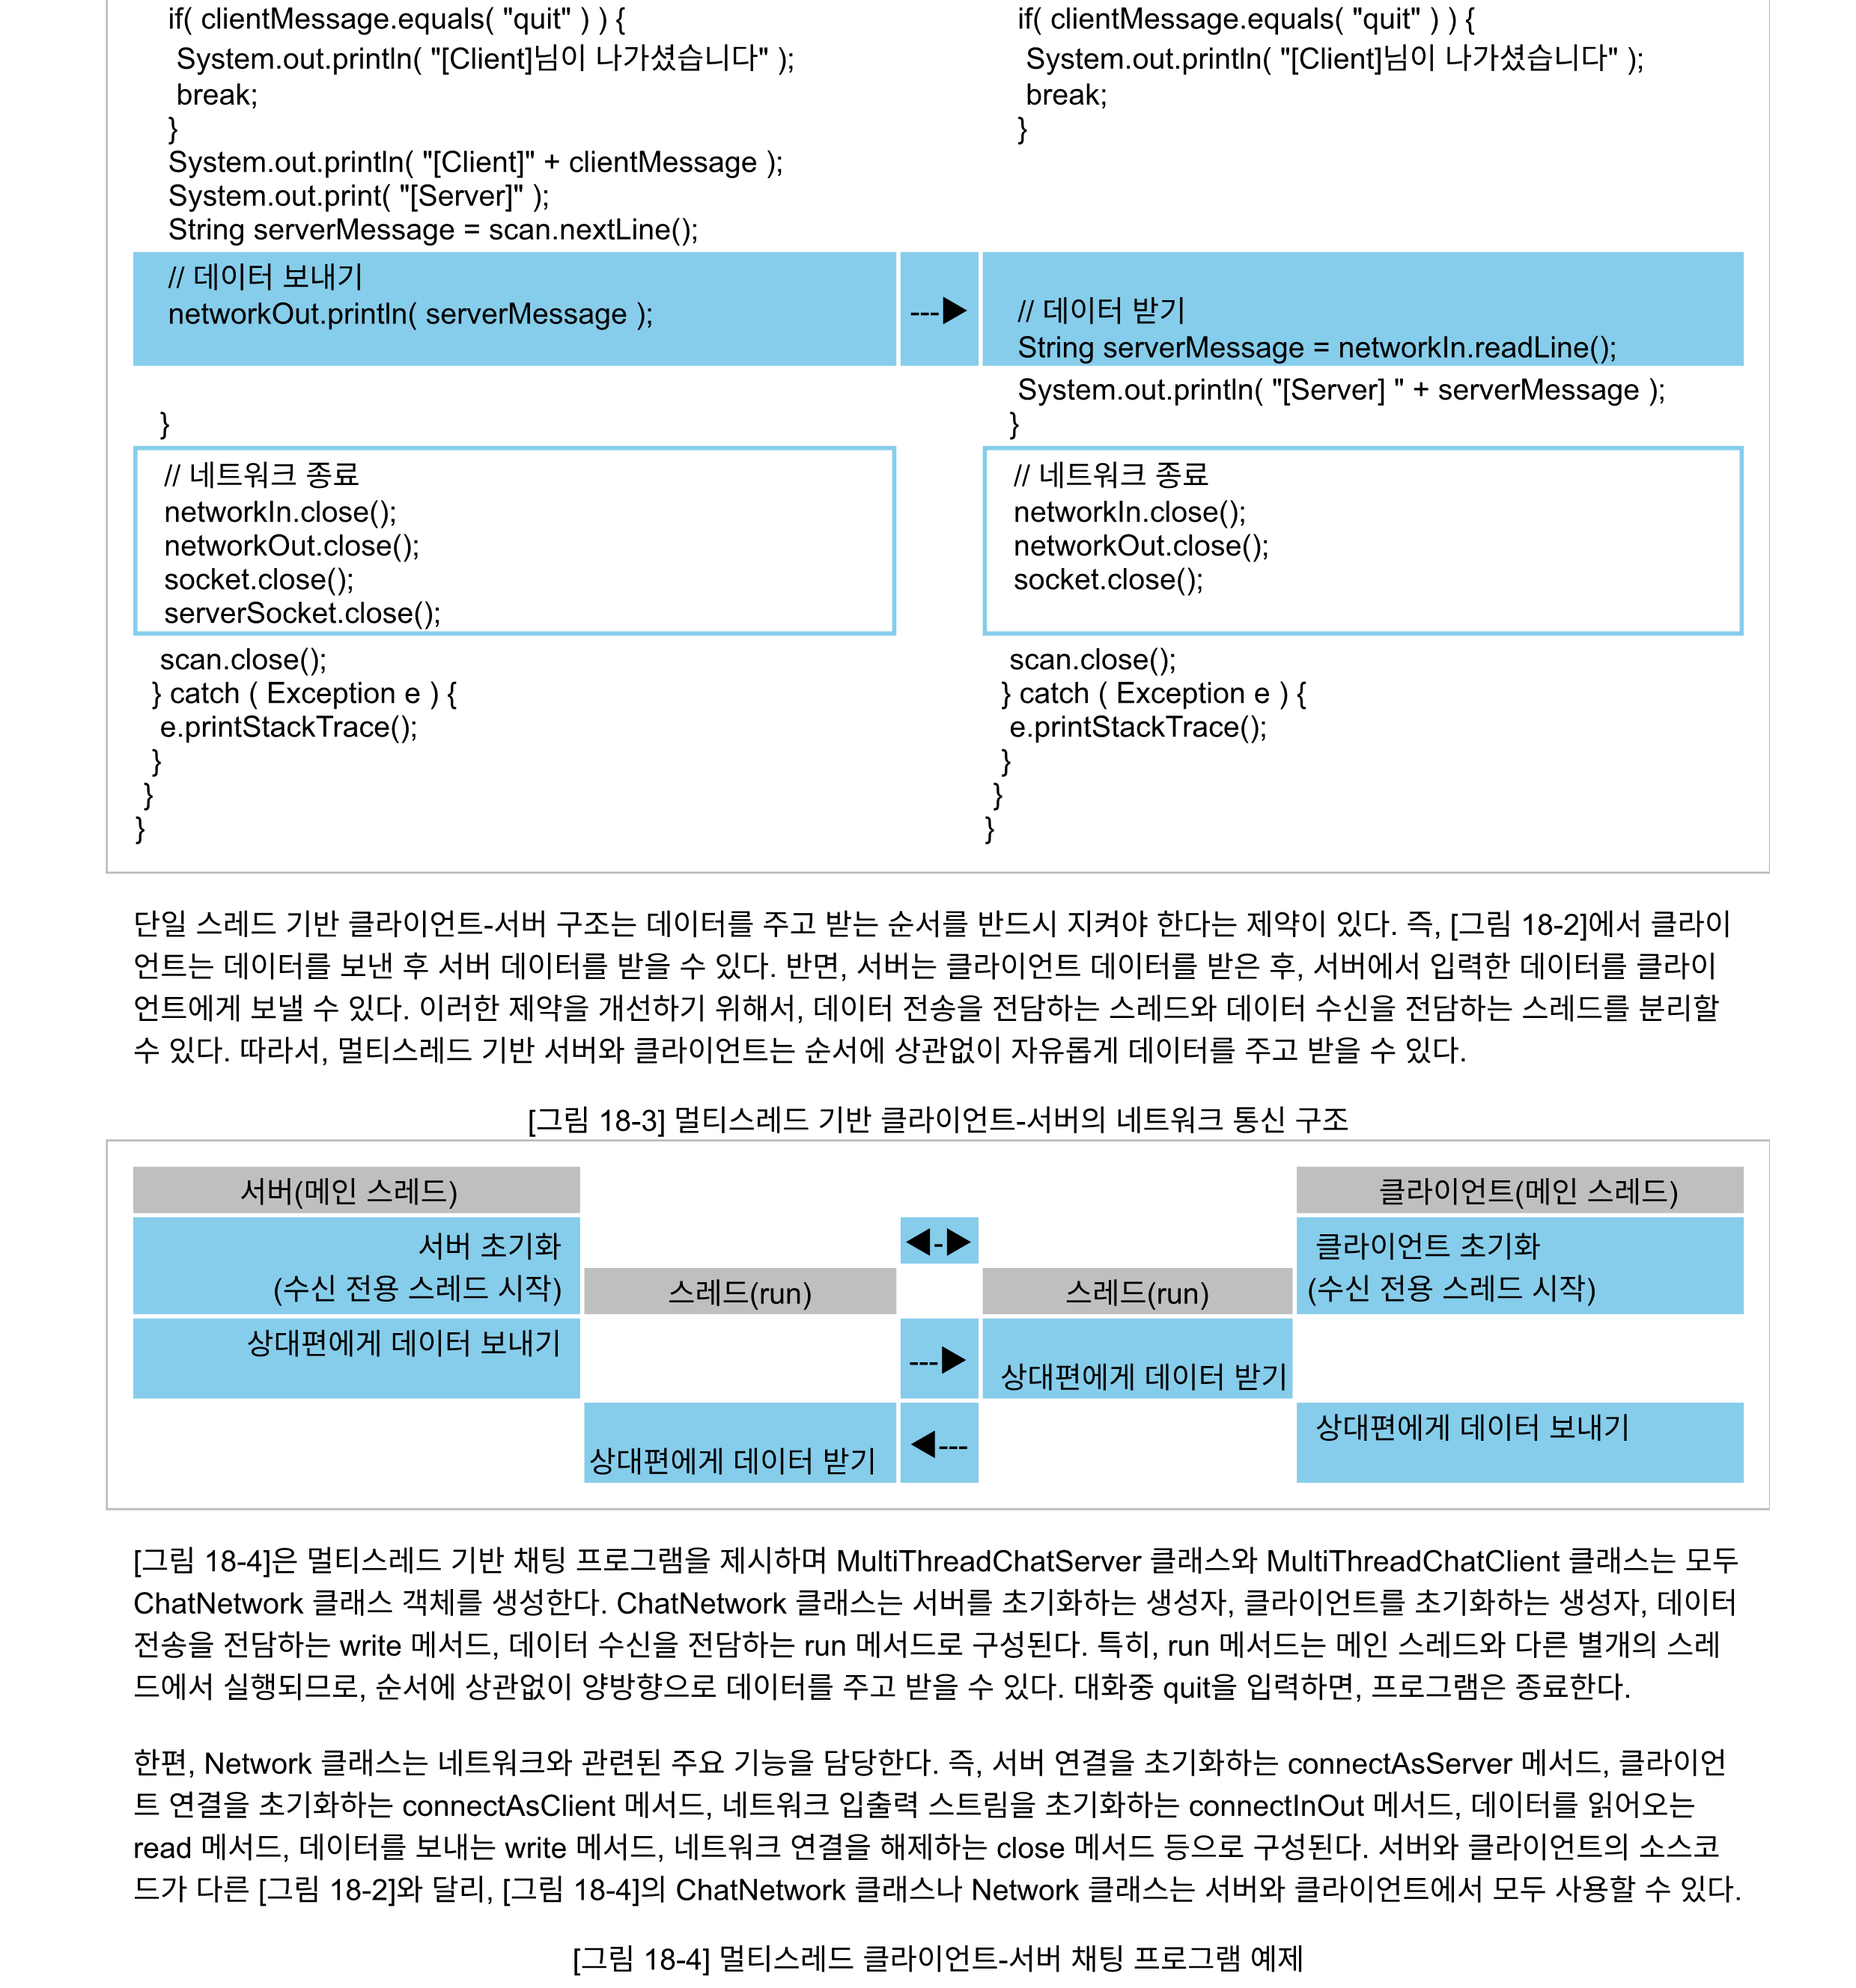 if( clientMessage.equals( "quit" ) ) {
System.out.println( "[Client]님이 나가셨습니다" );
break;
}
System.out.println( "[Client]" + clientMessage );
System.out.print( "[Server]" );
String serverMessage = scan.nextLine();
// 데이터 보내기
networkOut.println( serverMessage );
}
// 네트워크 종료
networkIn.close();
networkOut.close();
socket.close();
serverSocket.close();
scan.close();
} catch ( Exception e ) {
e.printStackTrace();
}
}
}
---▶
if( clientMessage.equals( "quit" ) ) {
System.out.println( "[Client]님이 나가셨습니다" );
break;
}
// 데이터 받기
String serverMessage = networkIn.readLine();
System.out.println( "[Server] " + serverMessage );
}
// 네트워크 종료
networkIn.close();
networkOut.close();
socket.close();
scan.close();
} catch ( Exception e ) {
e.printStackTrace();
}
}
}
단일 스레드 기반 클라이언트-서버 구조는 데이터를 주고 받는 순서를 반드시 지켜야 한다는 제약이 있다. 즉, [그림 18-2]에서 클라이
언트는 데이터를 보낸 후 서버 데이터를 받을 수 있다. 반면, 서버는 클라이언트 데이터를 받은 후, 서버에서 입력한 데이터를 클라이
언트에게 보낼 수 있다. 이러한 제약을 개선하기 위해서, 데이터 전송을 전담하는 스레드와 데이터 수신을 전담하는 스레드를 분리할
수 있다. 따라서, 멀티스레드 기반 서버와 클라이언트는 순서에 상관없이 자유롭게 데이터를 주고 받을 수 있다.
[그림 18-3] 멀티스레드 기반 클라이언트-서버의 네트워크 통신 구조
서버(메인 스레드)
클라이언트(메인 스레드)
서버 초기화
◀-▶
클라이언트 초기화
(수신 전용 스레드 시작)
스레드(run)
스레드(run)
(수신 전용 스레드 시작)
상대편에게 데이터 보내기
---▶
상대편에게 데이터 받기
상대편에게 데이터 받기
◀---
상대편에게 데이터 보내기
[그림 18-4]은 멀티스레드 기반 채팅 프로그램을 제시하며 MultiThreadChatServer 클래스와 MultiThreadChatClient 클래스는 모두
ChatNetwork 클래스 객체를 생성한다. ChatNetwork 클래스는 서버를 초기화하는 생성자, 클라이언트를 초기화하는 생성자, 데이터
전송을 전담하는 write 메서드, 데이터 수신을 전담하는 run 메서드로 구성된다. 특히, run 메서드는 메인 스레드와 다른 별개의 스레
드에서 실행되므로, 순서에 상관없이 양방향으로 데이터를 주고 받을 수 있다. 대화중 quit을 입력하면, 프로그램은 종료한다.
한편, Network 클래스는 네트워크와 관련된 주요 기능을 담당한다. 즉, 서버 연결을 초기화하는 connectAsServer 메서드, 클라이언
트 연결을 초기화하는 connectAsClient 메서드, 네트워크 입출력 스트림을 초기화하는 connectInOut 메서드, 데이터를 읽어오는
read 메서드, 데이터를 보내는 write 메서드, 네트워크 연결을 해제하는 close 메서드 등으로 구성된다. 서버와 클라이언트의 소스코
드가 다른 [그림 18-2]와 달리, [그림 18-4]의 ChatNetwork 클래스나 Network 클래스는 서버와 클라이언트에서 모두 사용할 수 있다.
[그림 18-4] 멀티스레드 클라이언트-서버 채팅 프로그램 예제